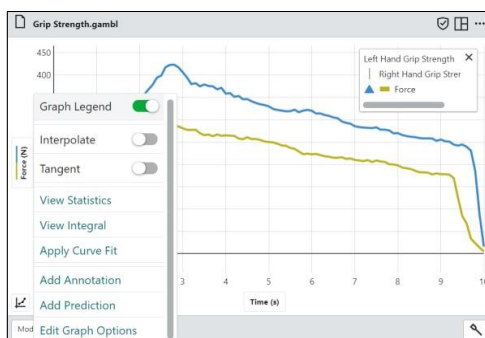 Grip Strength.gambl
450
400
Force (N)
Left Hand Grip Strength
Right Hand Grip Strer
Force
Graph Legend
Interpolate
Tangent
View Statistics
View Integral
Apply Curve Fit
Add Annotation
Add Prediction
Edit Graph Options
3 4 5 6 7 8 9 10
Time (s)
Mod